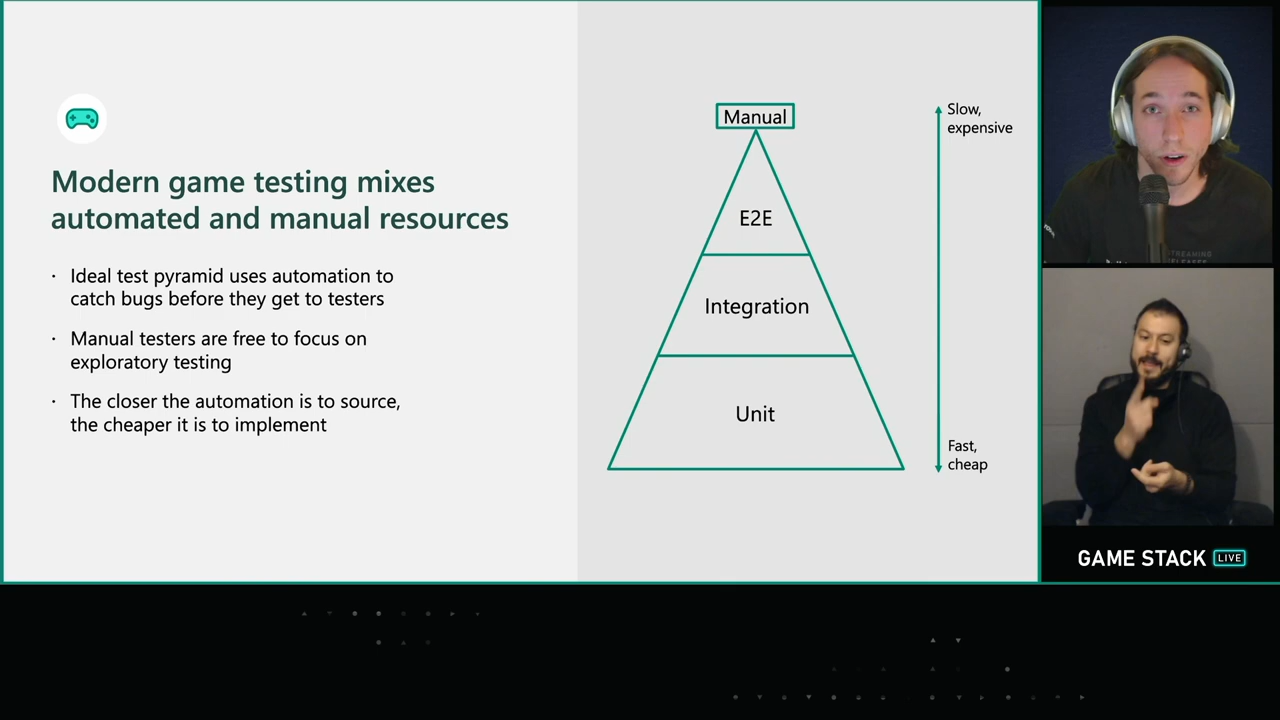 Modern game testing mixes
automated and manual resources
· Ideal test pyramid uses automation to
catch bugs before they get to testers
· Manual testers are free to focus on
exploratory testing
· The closer the automation is to source,
the cheaper it is to implement
Manual
E2E
Integration
Unit
Slow,
expensive
Fast,
cheap
STREAMING
GAME STACK LIVE